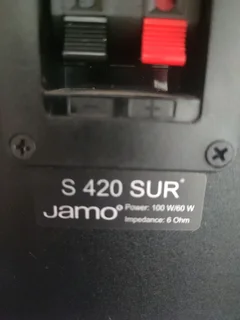 - +
S 420 SUR*
Jamo® Power: 100 W/60 W
Impedance: 6 Ohm